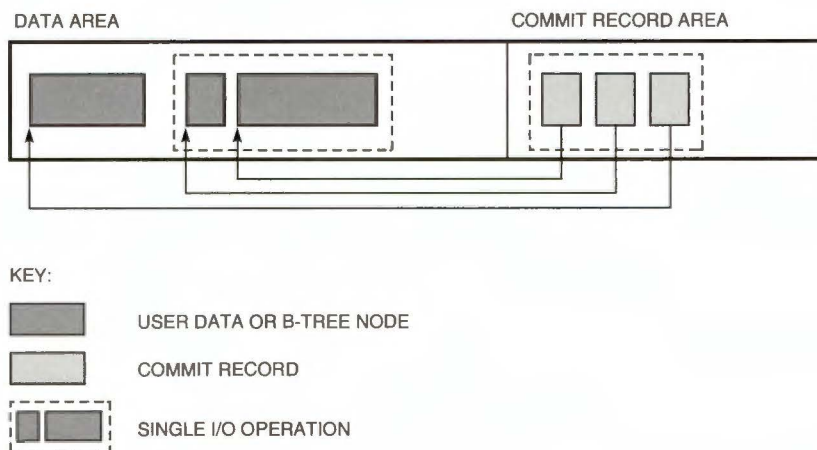 DATA AREA
COMMIT RECORD AREA
KEY:
USER DATA OR B-TREE NODE
COMMIT RECORD
SINGLE I/O OPERATION